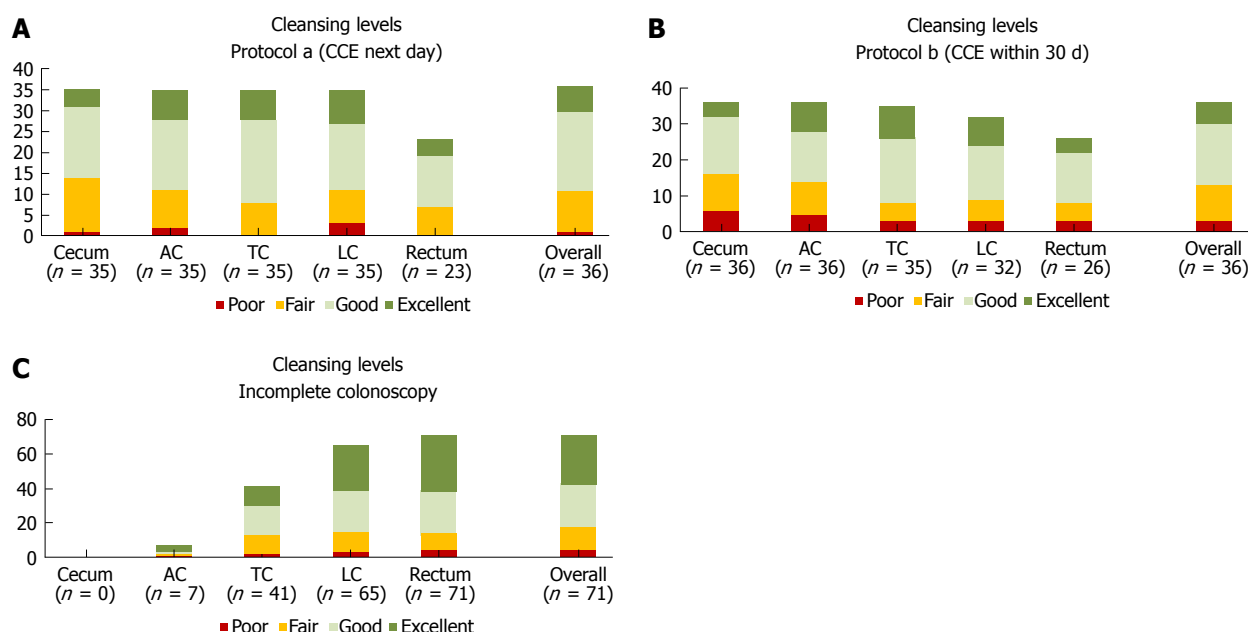 A
Cleansing levels
Protocol a (CCE next day)
40
35
30
25
20
15
10
5
0
Cecum AC TC LC Rectum Overall
(n = 35) (n = 35) (n = 35) (n = 35) (n = 23) (n = 36)
Poor Fair Good Excellent
B
Cleansing levels
Protocol b (CCE within 30 d)
40
30
20
10
0
Cecum AC TC LC Rectum Overall
(n = 36) (n = 36) (n = 35) (n = 32) (n = 26) (n = 36)
Poor Fair Good Excellent
C
Cleansing levels
Incomplete colonoscopy
80
60
40
20
0
Cecum AC TC LC Rectum Overall
(n = 0) (n = 7) (n = 41) (n = 65) (n = 71) (n = 71)
Poor Fair Good Excellent